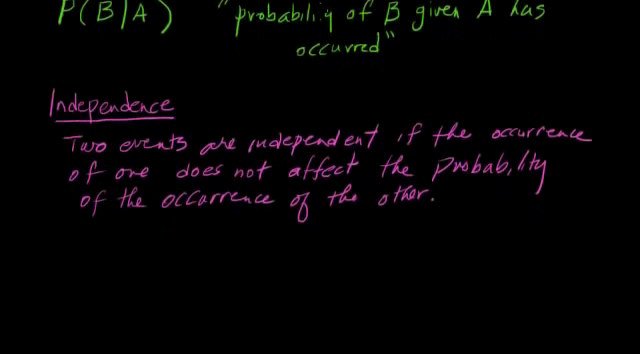 P(B/A) "probability of B given A has
occurred"
Independence
Two events are independent if the occurrence
of one does not affect the probability
of the occurrence of the other.